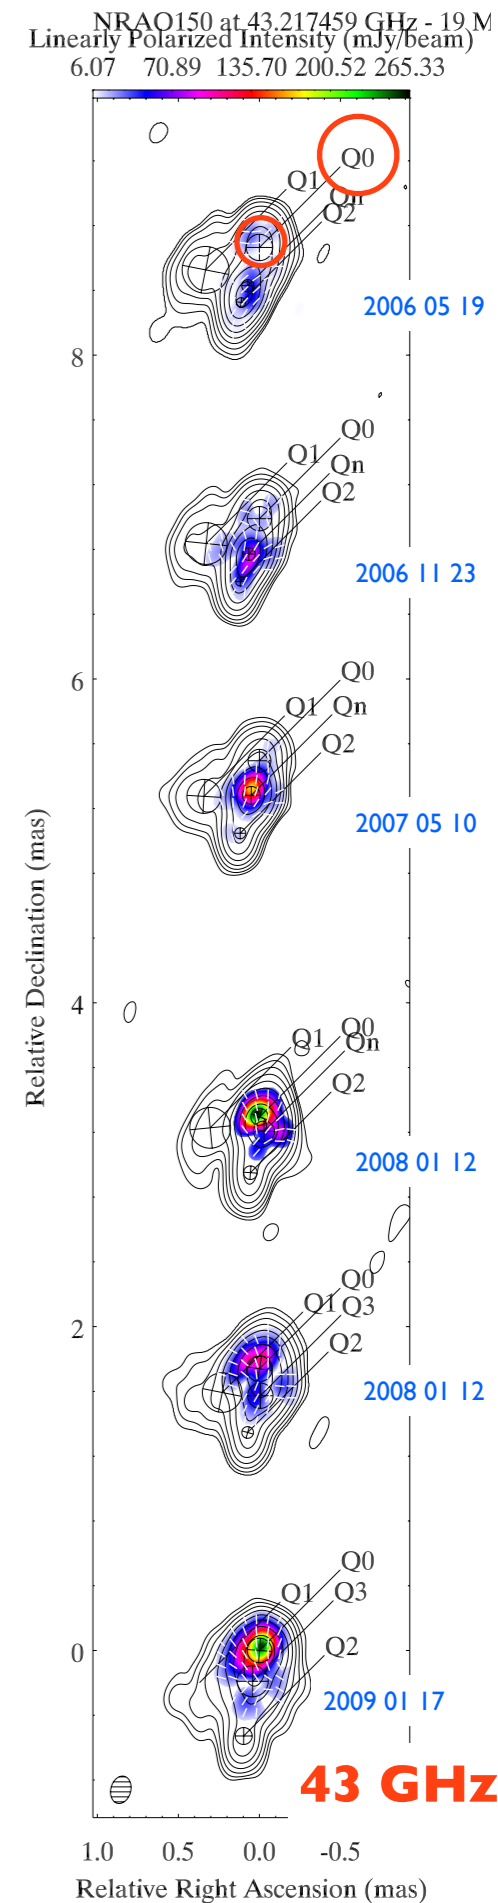 NRAO150 at 43.217459 GHz - 19 M
Linearly Polarized Intensity (mJy/beam)
6.07 70.89 135.70 200.52 265.33
Q0
Q1
Qn
Q2
2006 05 19
8
Q0
Q1
Qn
Q2
2006 11 23
6
Q0
Q1
Qn
Q2
2007 05 10
Relative Declination (mas)
4
Q0
Q1
Qn
Q2
2008 01 12
2
Q0
Q1
Q3
Q2
2008 01 12
Q0
Q1
Q3
0
Q2
2009 01 17
43 GHz
1.0 0.5 0.0 -0.5
Relative Right Ascension (mas)